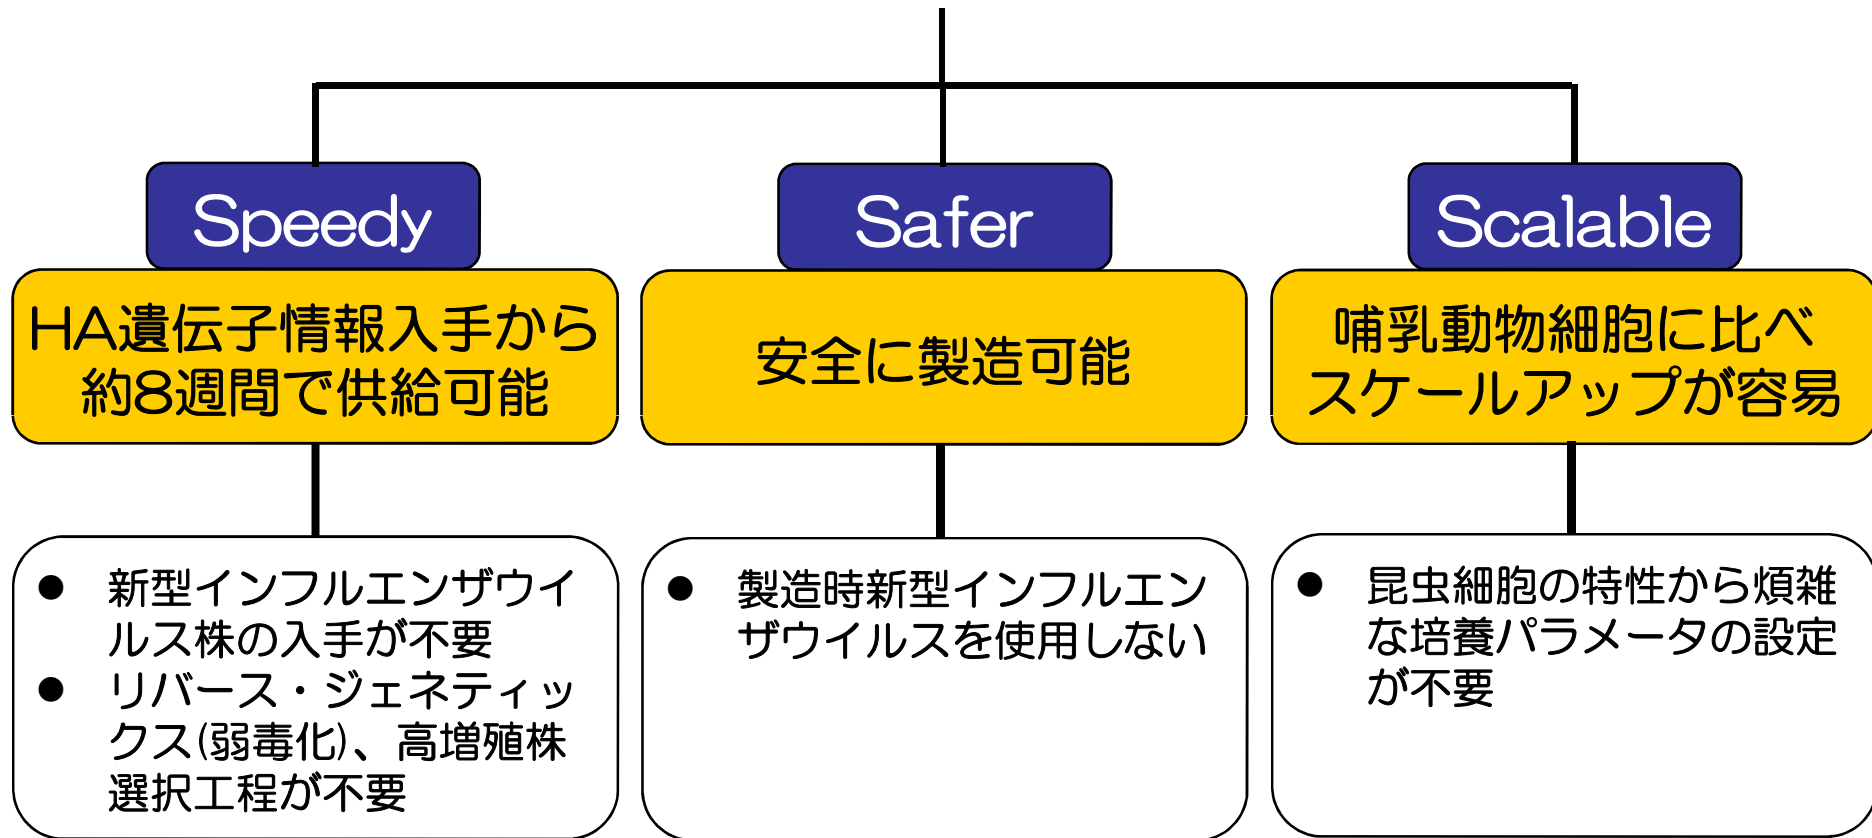 Speedy
HA遺伝子情報入手から
約8週間で供給可能
● 新型インフルエンザウイ
ルス株の入手が不要
● リバース・ジェネティッ
クス(弱毒化)、高増殖株
選択工程が不要
Safer
安全に製造可能
● 製造時新型インフルエン
ザウイルスを使用しない
Scalable
哺乳動物細胞に比べ
スケールアップが容易
● 昆虫細胞の特性から煩雑
な培養パラメータの設定
が不要